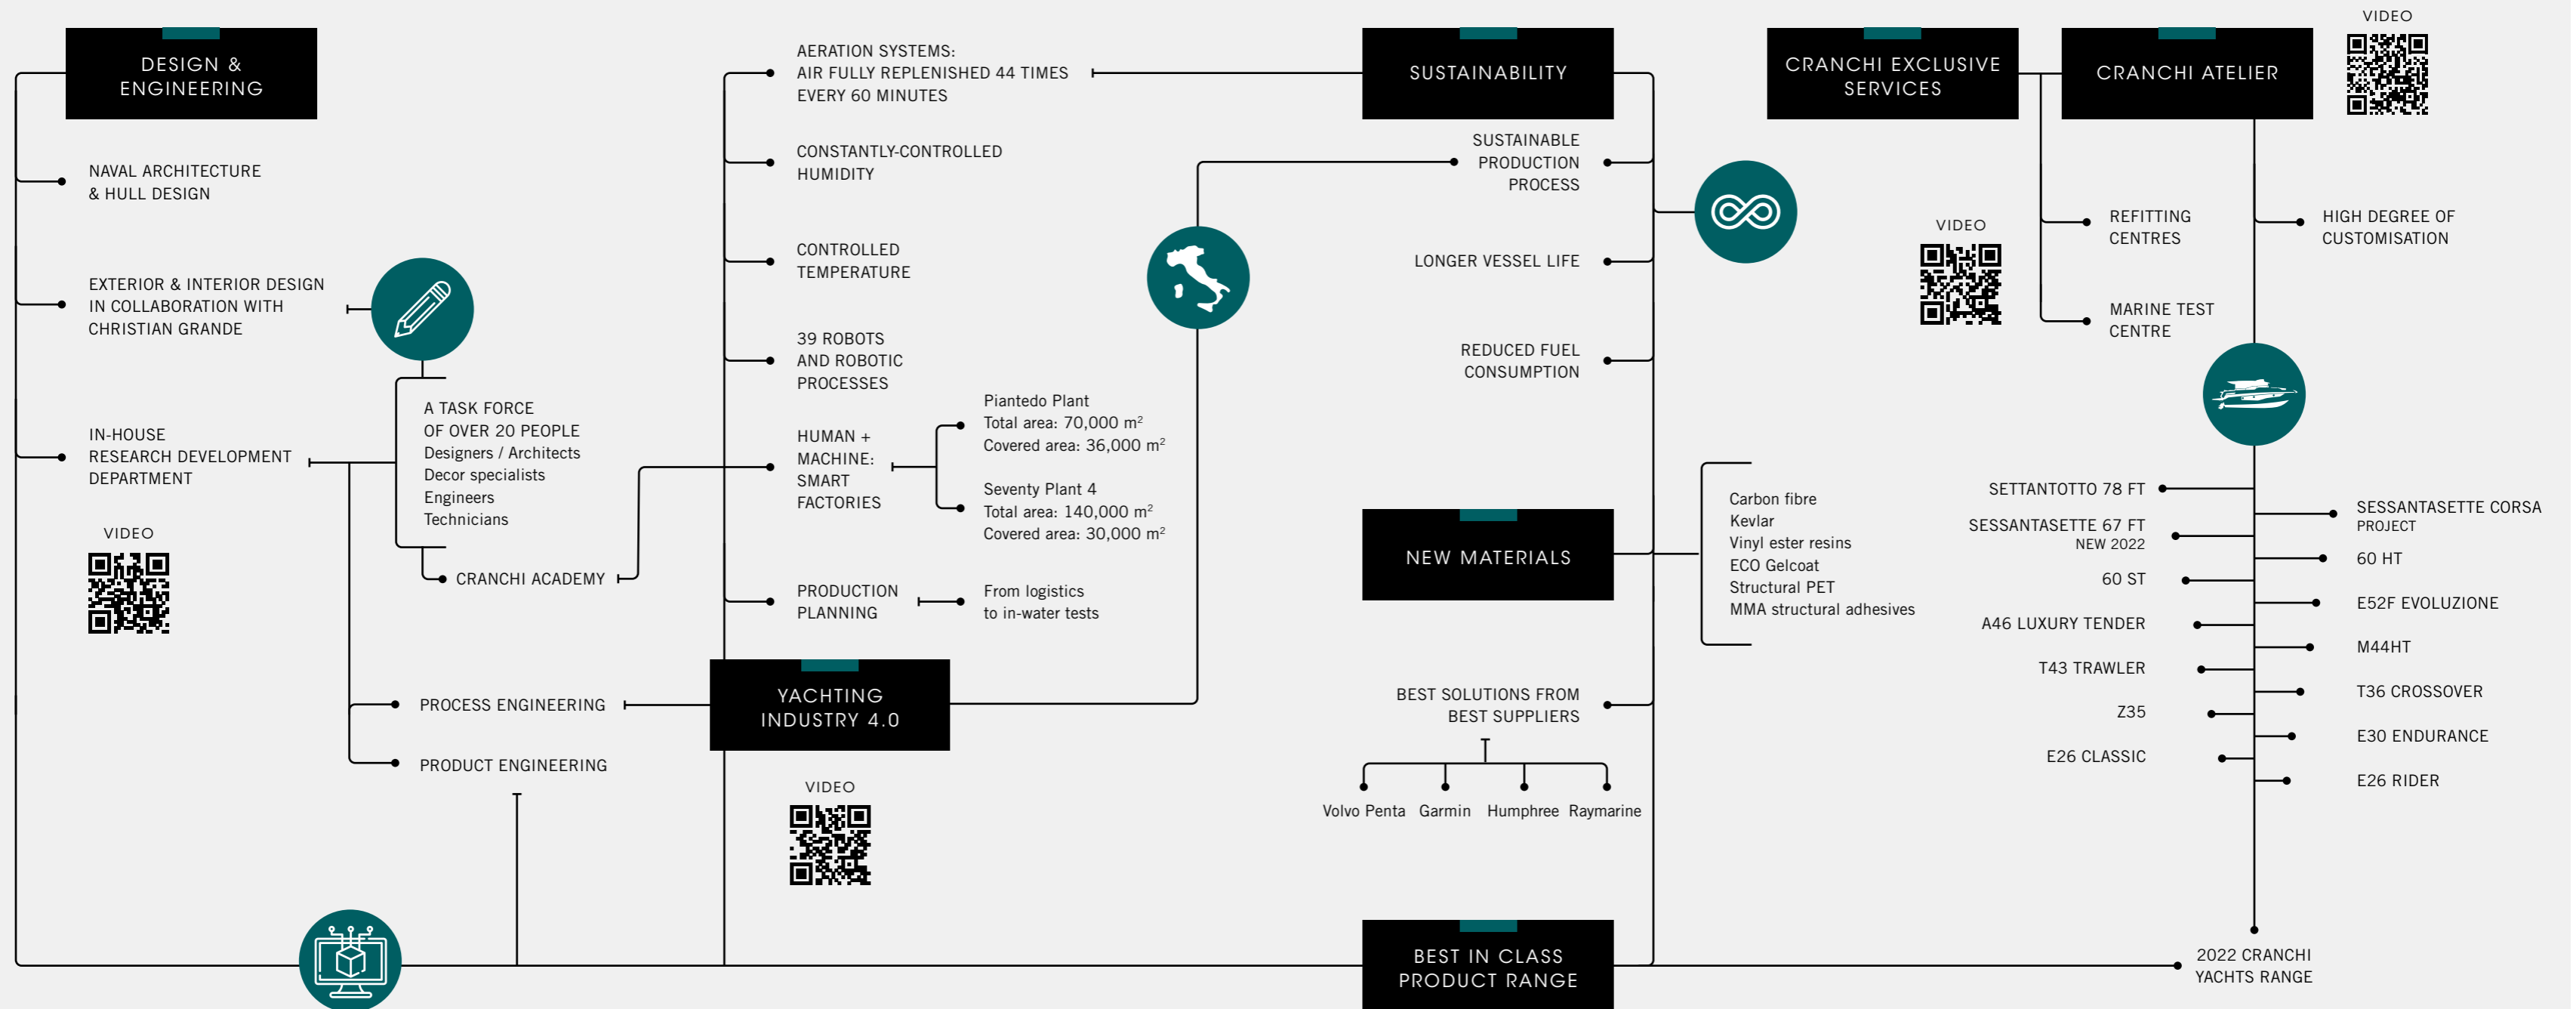 DESIGN &
ENGINEERING
NAVAL ARCHITECTURE
& HULL DESIGN
EXTERIOR & INTERIOR DESIGN
IN COLLABORATION WITH
CHRISTIAN GRANDE
IN-HOUSE
RESEARCH DEVELOPMENT
DEPARTMENT
VIDEO
A TASK FORCE
OF OVER 20 PEOPLE
Designers / Architects
Decor specialists
Engineers
Technicians
CRANCHI ACADEMY
PROCESS ENGINEERING
PRODUCT ENGINEERING
AERATION SYSTEMS:
AIR FULLY REPLENISHED 44 TIMES
EVERY 60 MINUTES
CONSTANTLY-CONTROLLED
HUMIDITY
CONTROLLED
TEMPERATURE
39 ROBOTS
AND ROBOTIC
PROCESSES
HUMAN +
MACHINE:
SMART
FACTORIES
Piantedo Plant
Total area: 70,000 m²
Covered area: 36,000 m²
Seventy Plant 4
Total area: 140,000 m²
Covered area: 30,000 m²
PRODUCTION
PLANNING
From logistics
to in-water tests
YACHTING
INDUSTRY 4.0
VIDEO
SUSTAINABILITY
SUSTAINABLE
PRODUCTION
PROCESS
LONGER VESSEL LIFE
REDUCED FUEL
CONSUMPTION
NEW MATERIALS
Carbon fibre
Kevlar
Vinyl ester resins
ECO Gelcoat
Structural PET
MMA structural adhesives
BEST SOLUTIONS FROM
BEST SUPPLIERS
Volvo Penta
Garmin
Humphree
Raymarine
BEST IN CLASS
PRODUCT RANGE
CRANCHI EXCLUSIVE
SERVICES
VIDEO
REFITTING
CENTRES
MARINE TEST
CENTRE
CRANCHI ATELIER
VIDEO
HIGH DEGREE OF
CUSTOMISATION
SETTANTOTTO 78 FT
SESSANTASETTE CORSA
PROJECT
SESSANTASETTE 67 FT
NEW 2022
60 HT
60 ST
E52F EVOLUZIONE
A46 LUXURY TENDER
M44HT
T43 TRAWLER
T36 CROSSOVER
Z35
E30 ENDURANCE
E26 CLASSIC
E26 RIDER
2022 CRANCHI
YACHTS RANGE